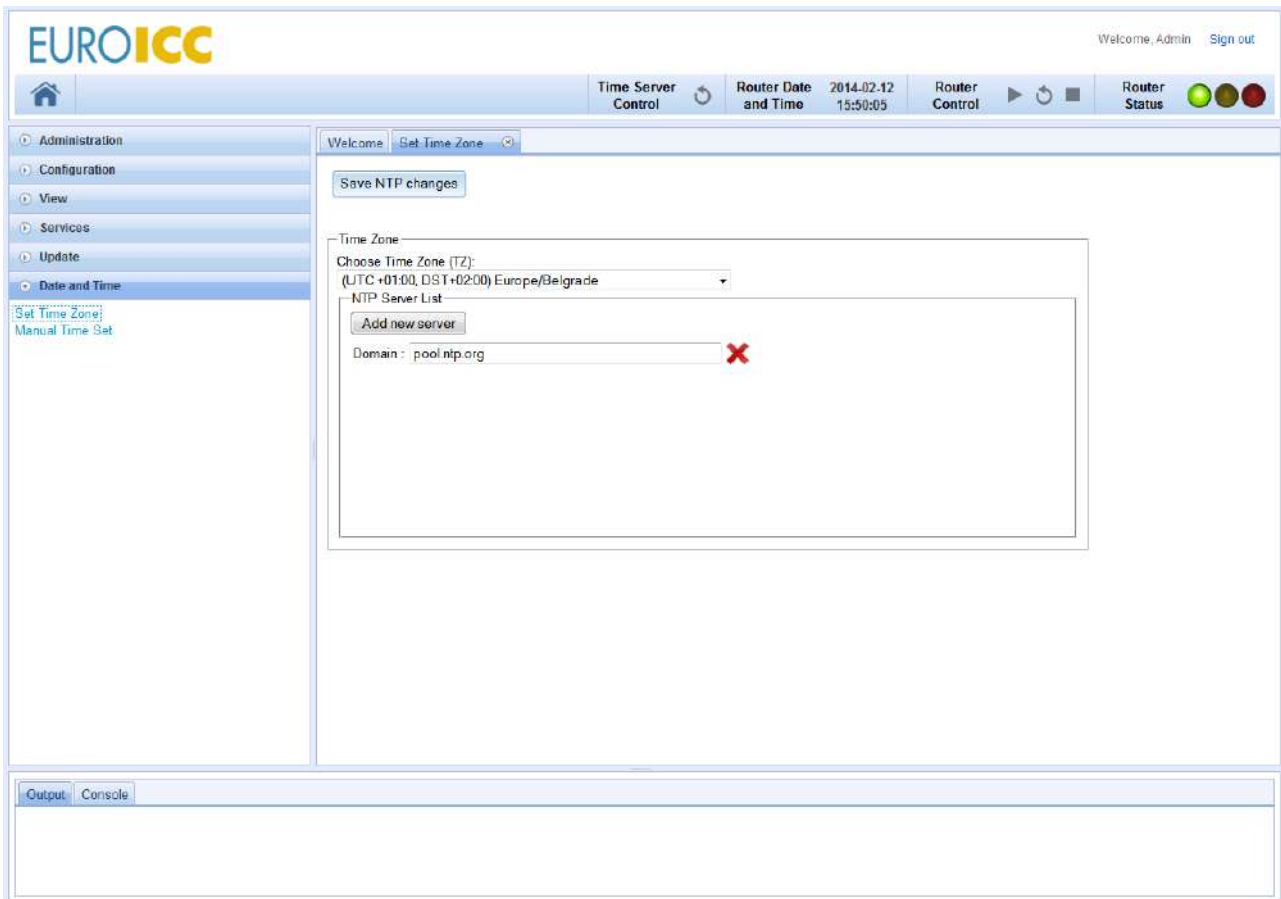 EUROICC
Welcome, Admin Sign out
Time Server Control
Router Date and Time
2014-02-12 15:50:05
Router Control
Router Status
Administration
Configuration
View
Services
Update
Date and Time
Set Time Zone
Manual Time Set
Welcome Set Time Zone
Save NTP changes
Time Zone
Choose Time Zone (TZ):
(UTC +01:00, DST+02:00) Europe/Belgrade
NTP Server List
Add new server
Domain : pool.ntp.org
Output Console